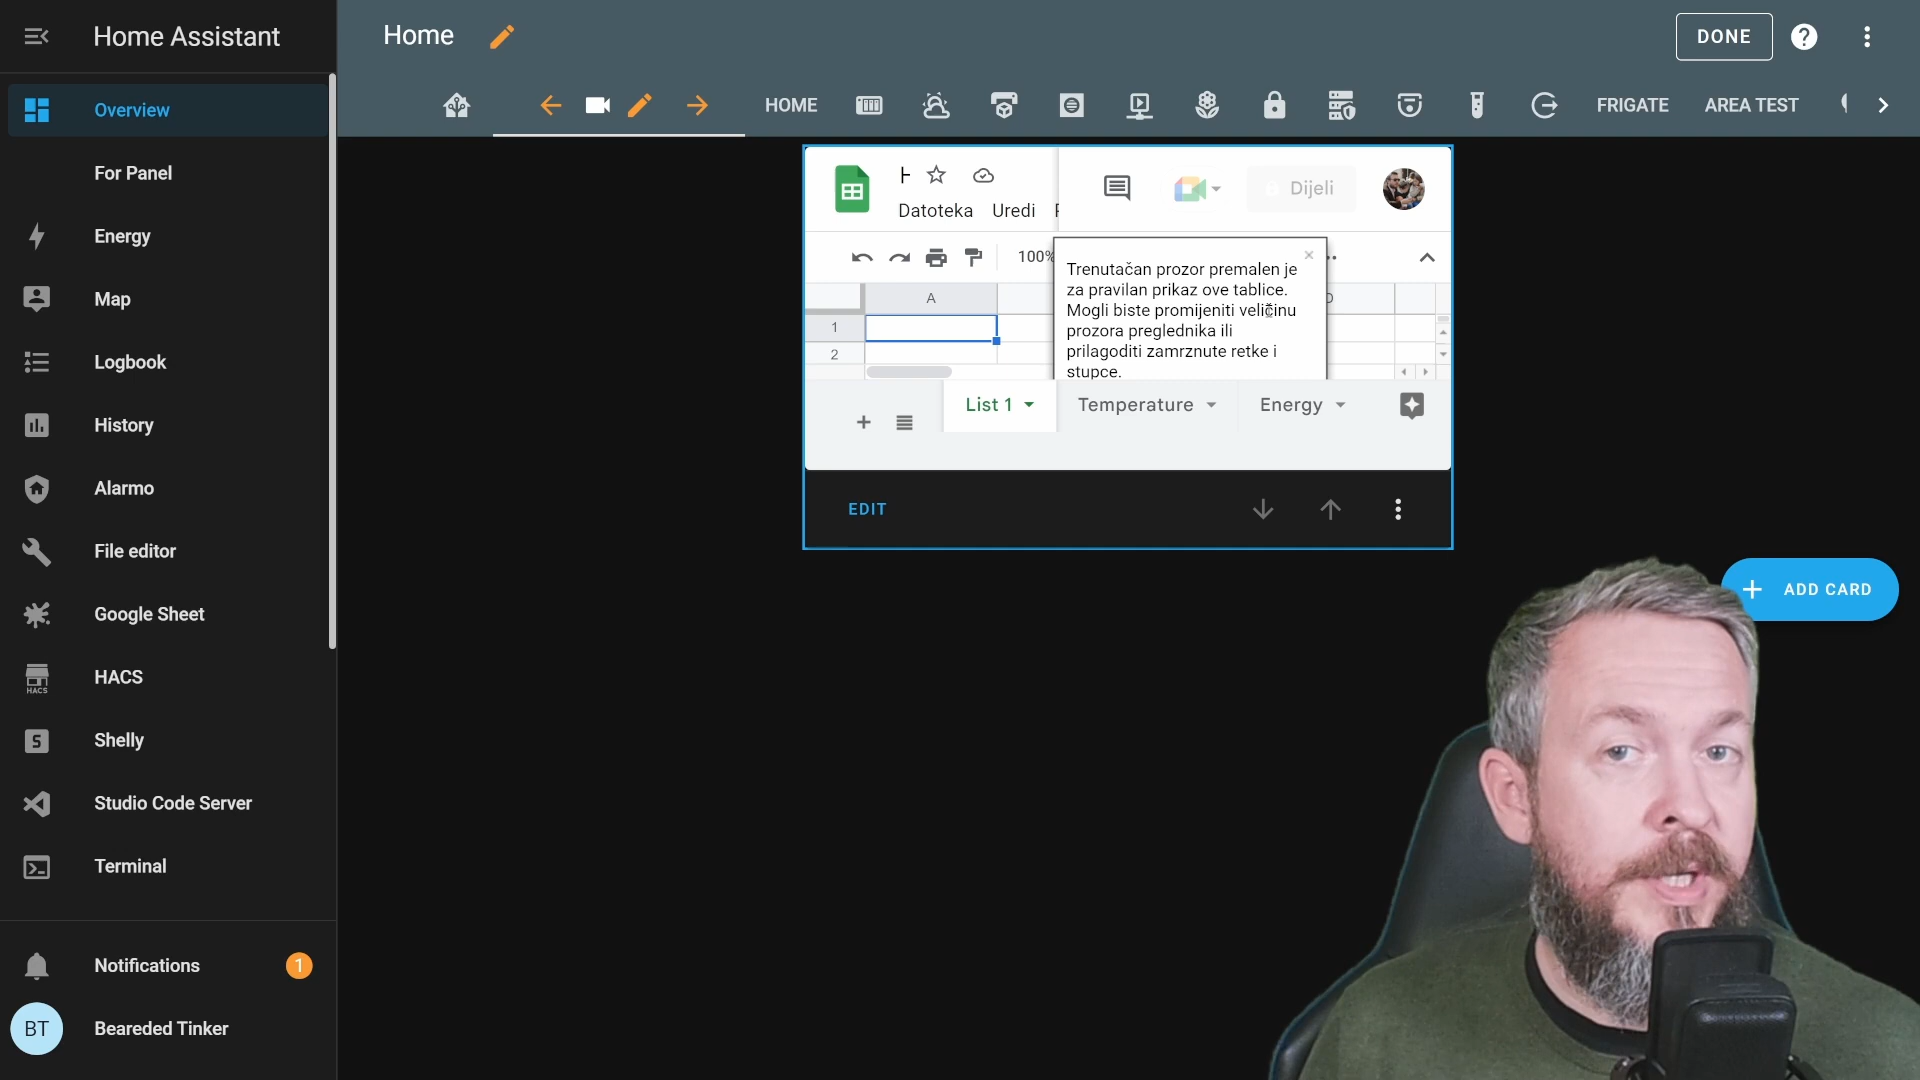 Home Assistant
Home
DONE
Overview
HOME
FRIGATE
AREA TEST
For Panel
Energy
Map
Logbook
History
Alarmo
File editor
Google Sheet
HACS
HACS
Shelly
S
Studio Code Server
Terminal
Notifications
1
BT
Beareded Tinker
Dijeli
Datoteka Uredi
100%
A
1
2
Trenutačan prozor premalen je
za pravilan prikaz ove tablice.
Mogli biste promijeniti veličinu
prozora preglednika ili
prilagoditi zamrznute retke i
stupce.
List 1
Temperature
Energy
EDIT
ADD CARD